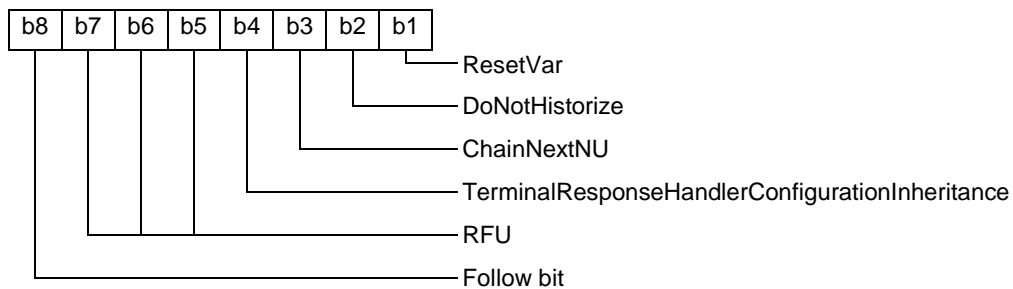 b8 b7 b6 b5 b4 b3 b2 b1
ResetVar
DoNotHistorize
ChainNextNU
TerminalResponseHandlerConfigurationInheritance
RFU
Follow bit